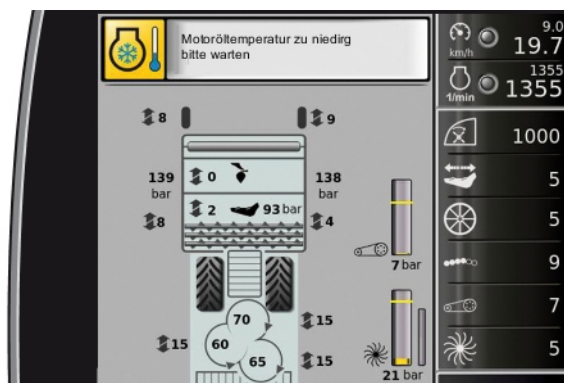 Motoröltemperatur zu niedirg
bitte warten
km/h
9.0
19.7
1/min
1355
1355
8
9
139
bar
0
138
bar
2
93 bar
8
4
7 bar
70
60
65
15
15
15
21 bar
1000
5
5
9
7
5